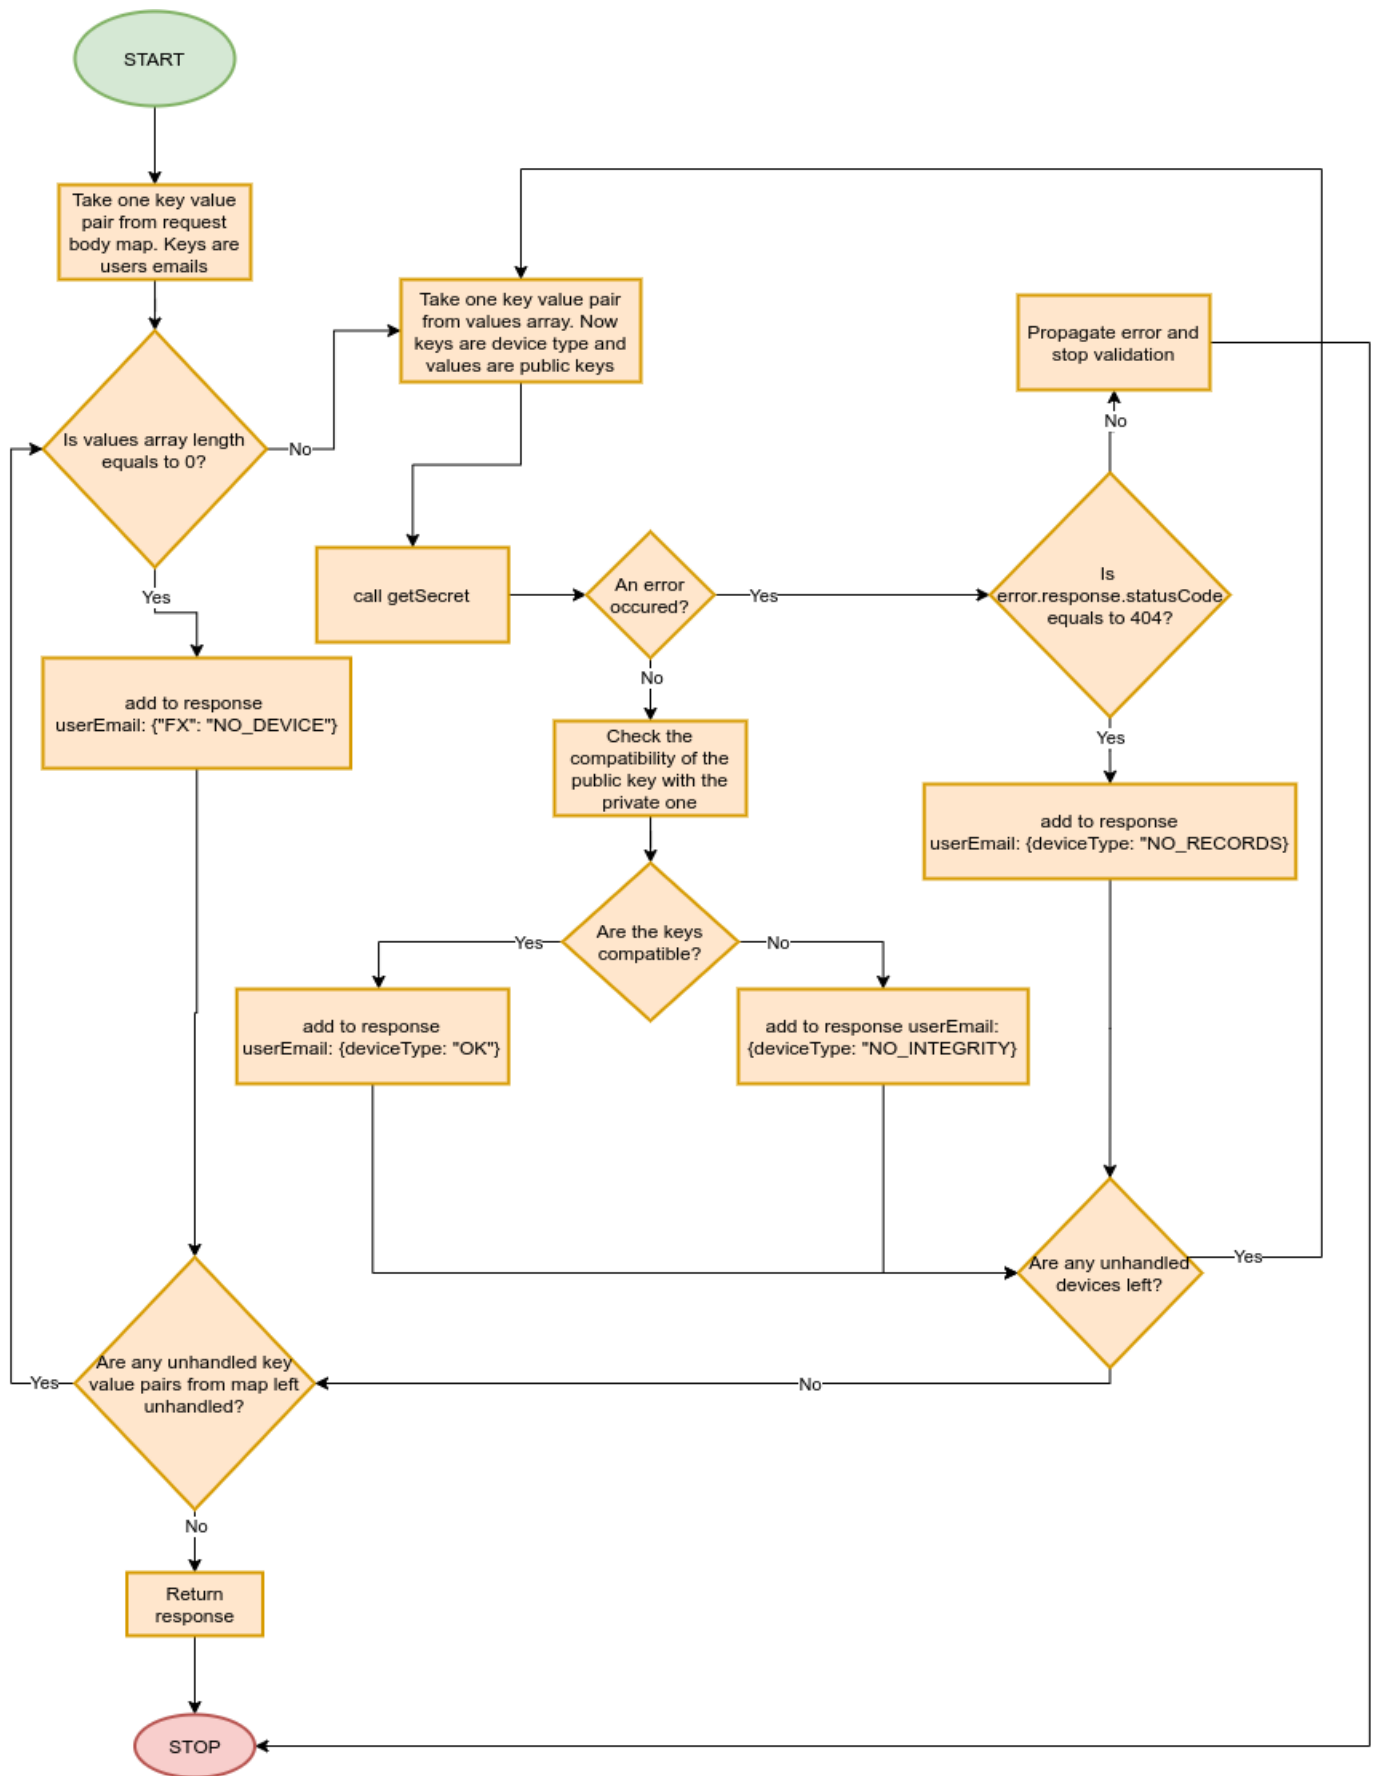 START
Take one key value
pair from request
body map. Keys are
users emails
Take one key value pair
from values array. Now
keys are device type and
values are public keys
Propagate error and
stop validation
No
Is values array length
equals to 0?
No
Is
error.response.statusCode
equals to 404?
An error
occured?
Yes
call getSecret
Yes
No
add to response
userEmail: {"FX": "NO_DEVICE"}
Check the
compatibility of the
public key with the
private one
Yes
add to response
userEmail: {deviceType: "NO_RECORDS}
Are the keys
compatible?
Yes
No
add to response
userEmail: {deviceType: "OK"}
add to response userEmail:
{deviceType: "NO_INTEGRITY}
Are any unhandled
devices left?
Yes
Are any unhandled key
value pairs from map left
unhandled?
Yes
No
No
Return
response
STOP